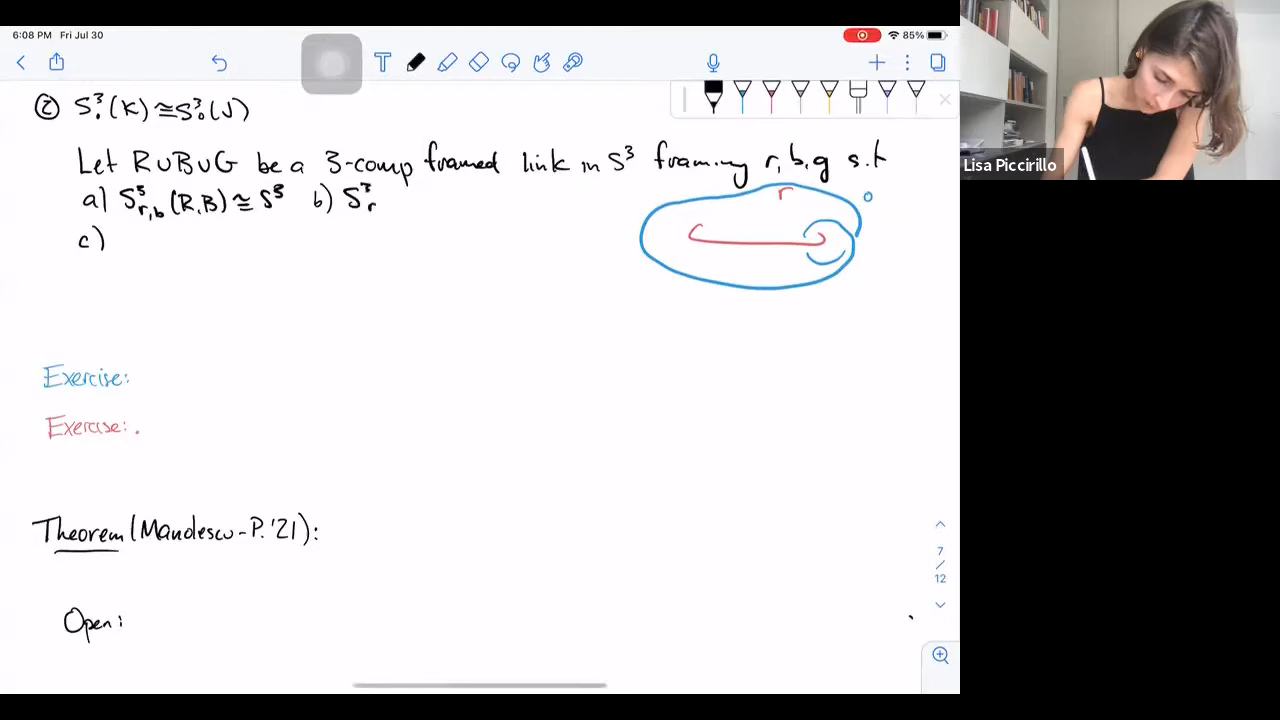 6:08 PM Fri Jul 30
85%
T
② S³₀(K) ≅ S³₀(J)
Let R∪B∪G be a 3-comp framed link in S³ framing r, b, g s.t
a) S³r,b(R,B) ≅ S³ b) S³r
c)
r
0
Exercise:
Exercise: .
Theorem (Manolescu - P. '21):
Open:
7
/
12
Lisa Piccirillo